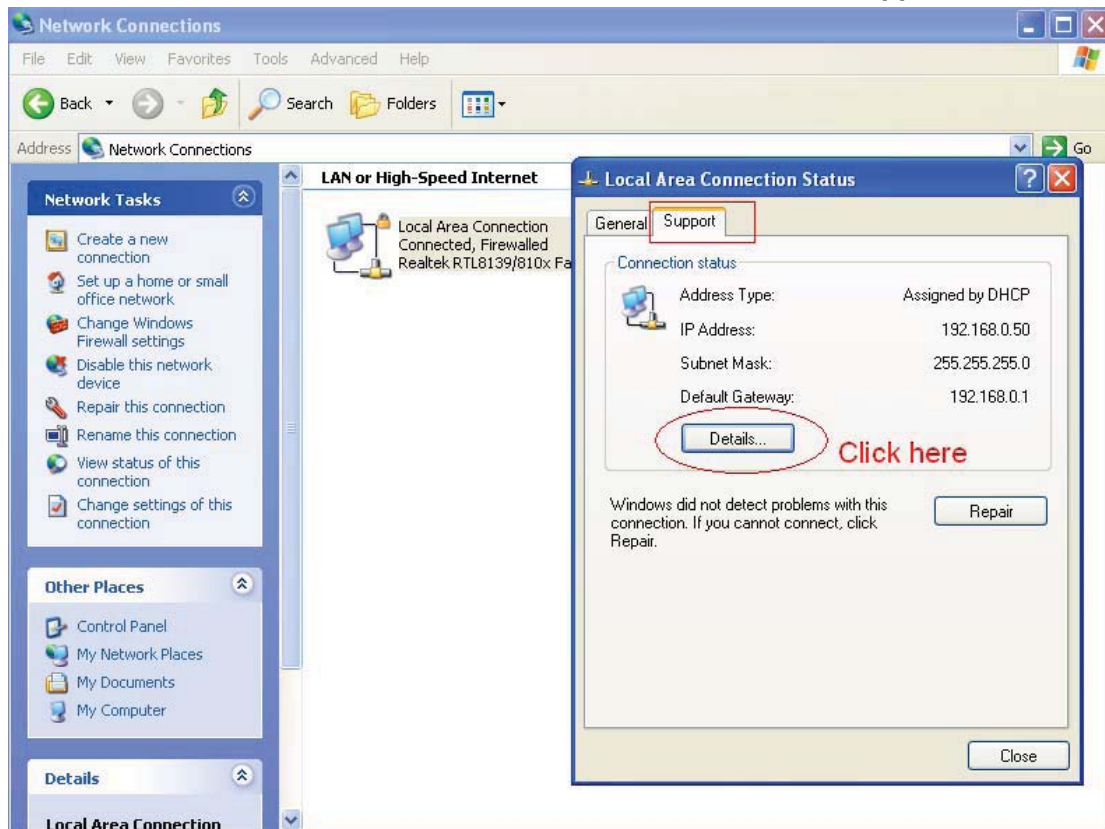 Network Connections
File Edit View Favorites Tools Advanced Help
Back Search Folders
Address Network Connections Go
Network Tasks
Create a new
connection
Set up a home or small
office network
Change Windows
Firewall settings
Disable this network
device
Repair this connection
Rename this connection
View status of this
connection
Change settings of this
connection
Other Places
Control Panel
My Network Places
My Documents
My Computer
Details
Local Area Connection
LAN or High-Speed Internet
Local Area Connection
Connected, Firewalled
Realtek RTL8139/810x Fa
Local Area Connection Status
General Support
Connection status
Address Type: Assigned by DHCP
IP Address: 192.168.0.50
Subnet Mask: 255.255.255.0
Default Gateway: 192.168.0.1
Details...
Click here
Windows did not detect problems with this
connection. If you cannot connect, click
Repair.
Repair
Close